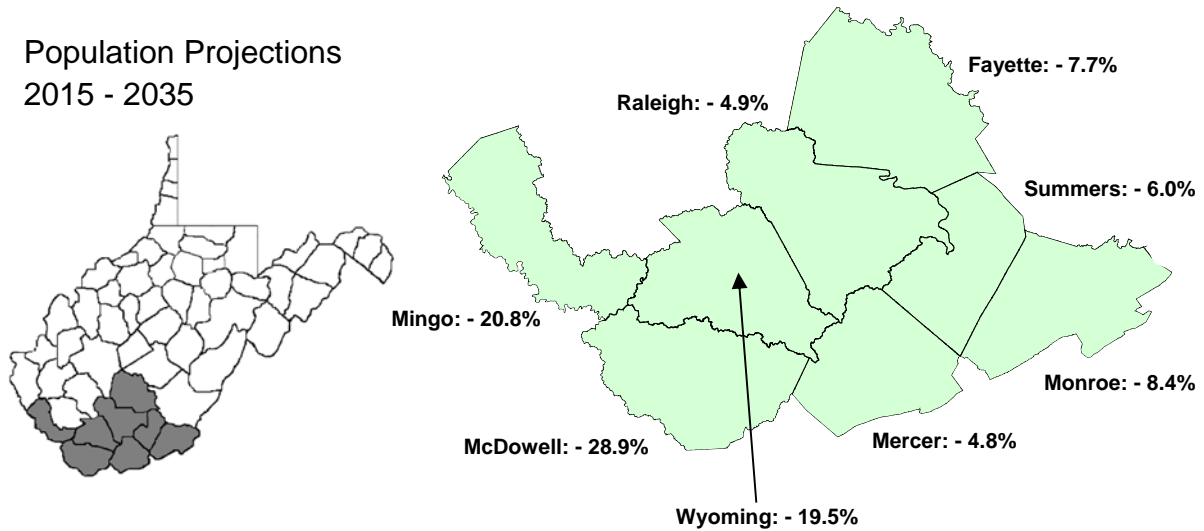 Population Projections
2015 - 2035
Fayette: - 7.7%
Raleigh: - 4.9%
Summers: - 6.0%
Mingo: - 20.8%
Monroe: - 8.4%
McDowell: - 28.9%
Mercer: - 4.8%
Wyoming: - 19.5%